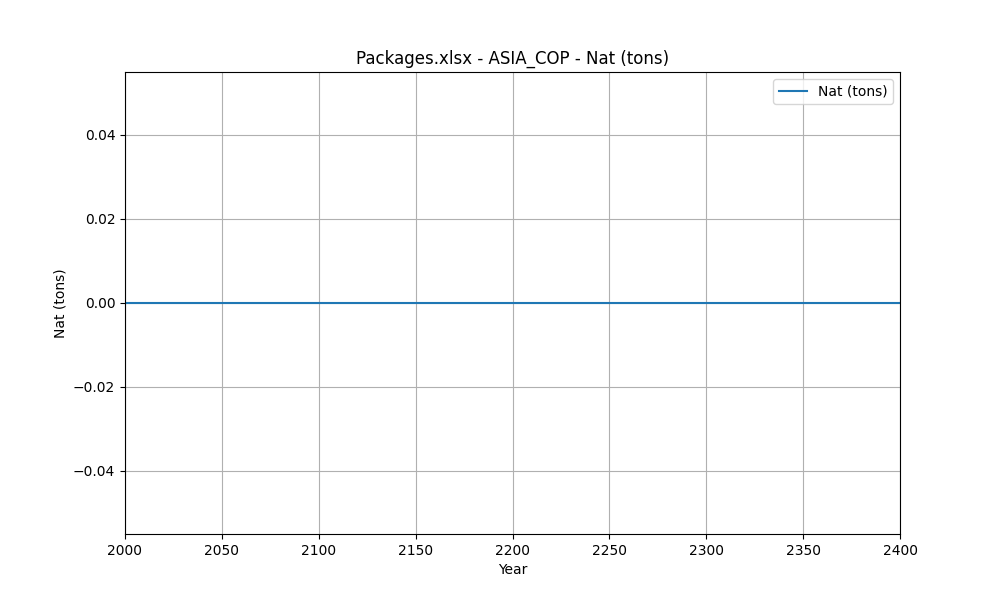 Packages.xlsx - ASIA_COP - Nat (tons)
Nat (tons)
0.04
0.02
0.00
−0.02
−0.04
Nat (tons)
2000 2050 2100 2150 2200 2250 2300 2350 2400
Year